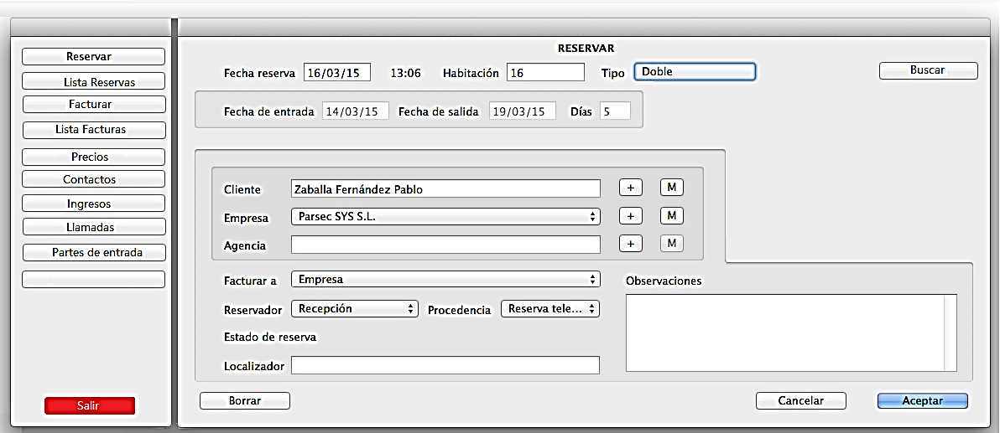 RESERVAR
Reservar
Lista Reservas
Facturar
Lista Facturas
Precios
Contactos
Ingresos
Llamadas
Partes de entrada
Salir
Fecha reserva 16/03/15 13:06 Habitación 16 Tipo Doble Buscar
Fecha de entrada 14/03/15 Fecha de salida 19/03/15 Días 5
Cliente Zaballa Fernández Pablo + M
Empresa Parsec SYS S.L. + M
Agencia + M
Facturar a Empresa
Observaciones
Reservador Recepción Procedencia Reserva tele...
Estado de reserva
Localizador
Borrar Cancelar Aceptar